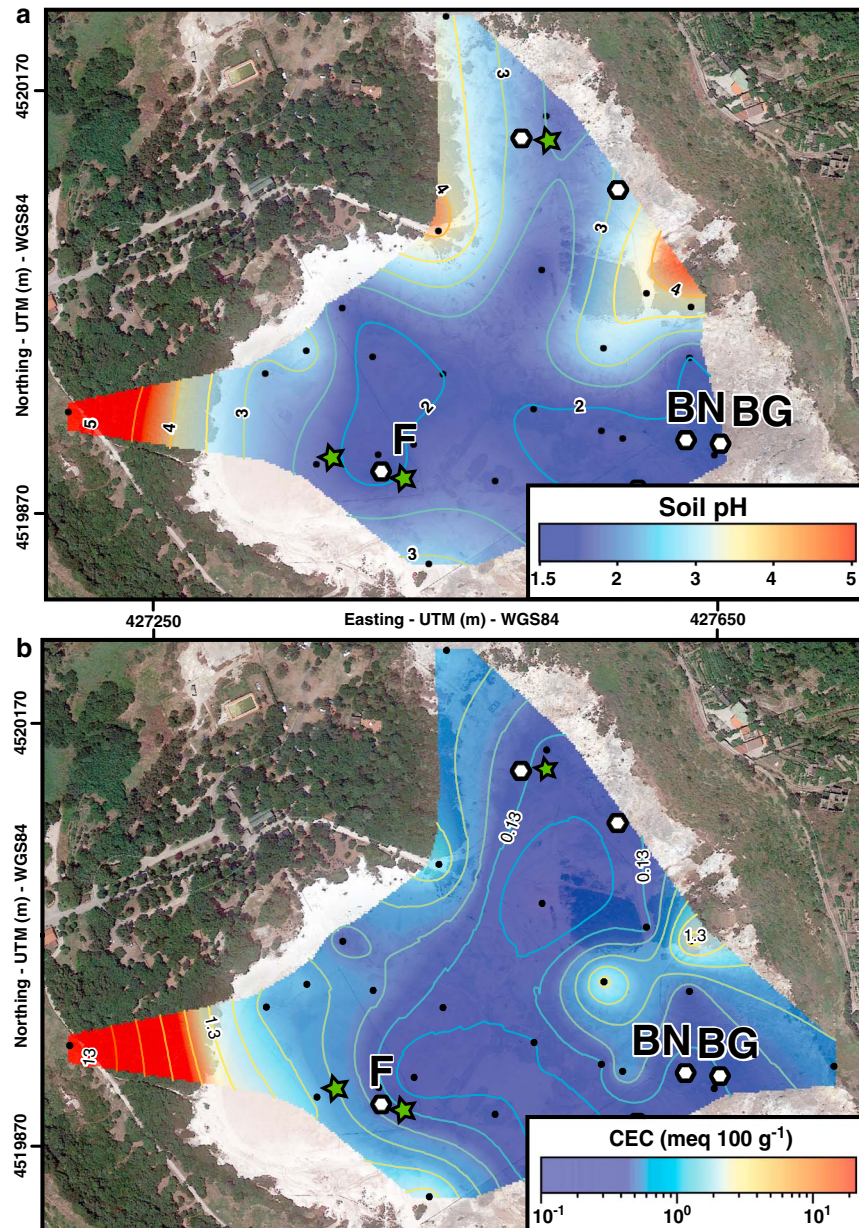 a
4520170
Northing - UTM (m) - WGS84
4519870
3
4
3
4
5
4
3
2
2
3
F
BN
BG
Soil pH
1.5
2
3
4
5
427250
Easting - UTM (m) - WGS84
427650
b
4520170
Northing - UTM (m) - WGS84
4519870
0.13
0.13
1.3
13
1.3
F
BN
BG
CEC (meq 100 g⁻¹)
10⁻¹
10⁰
10¹